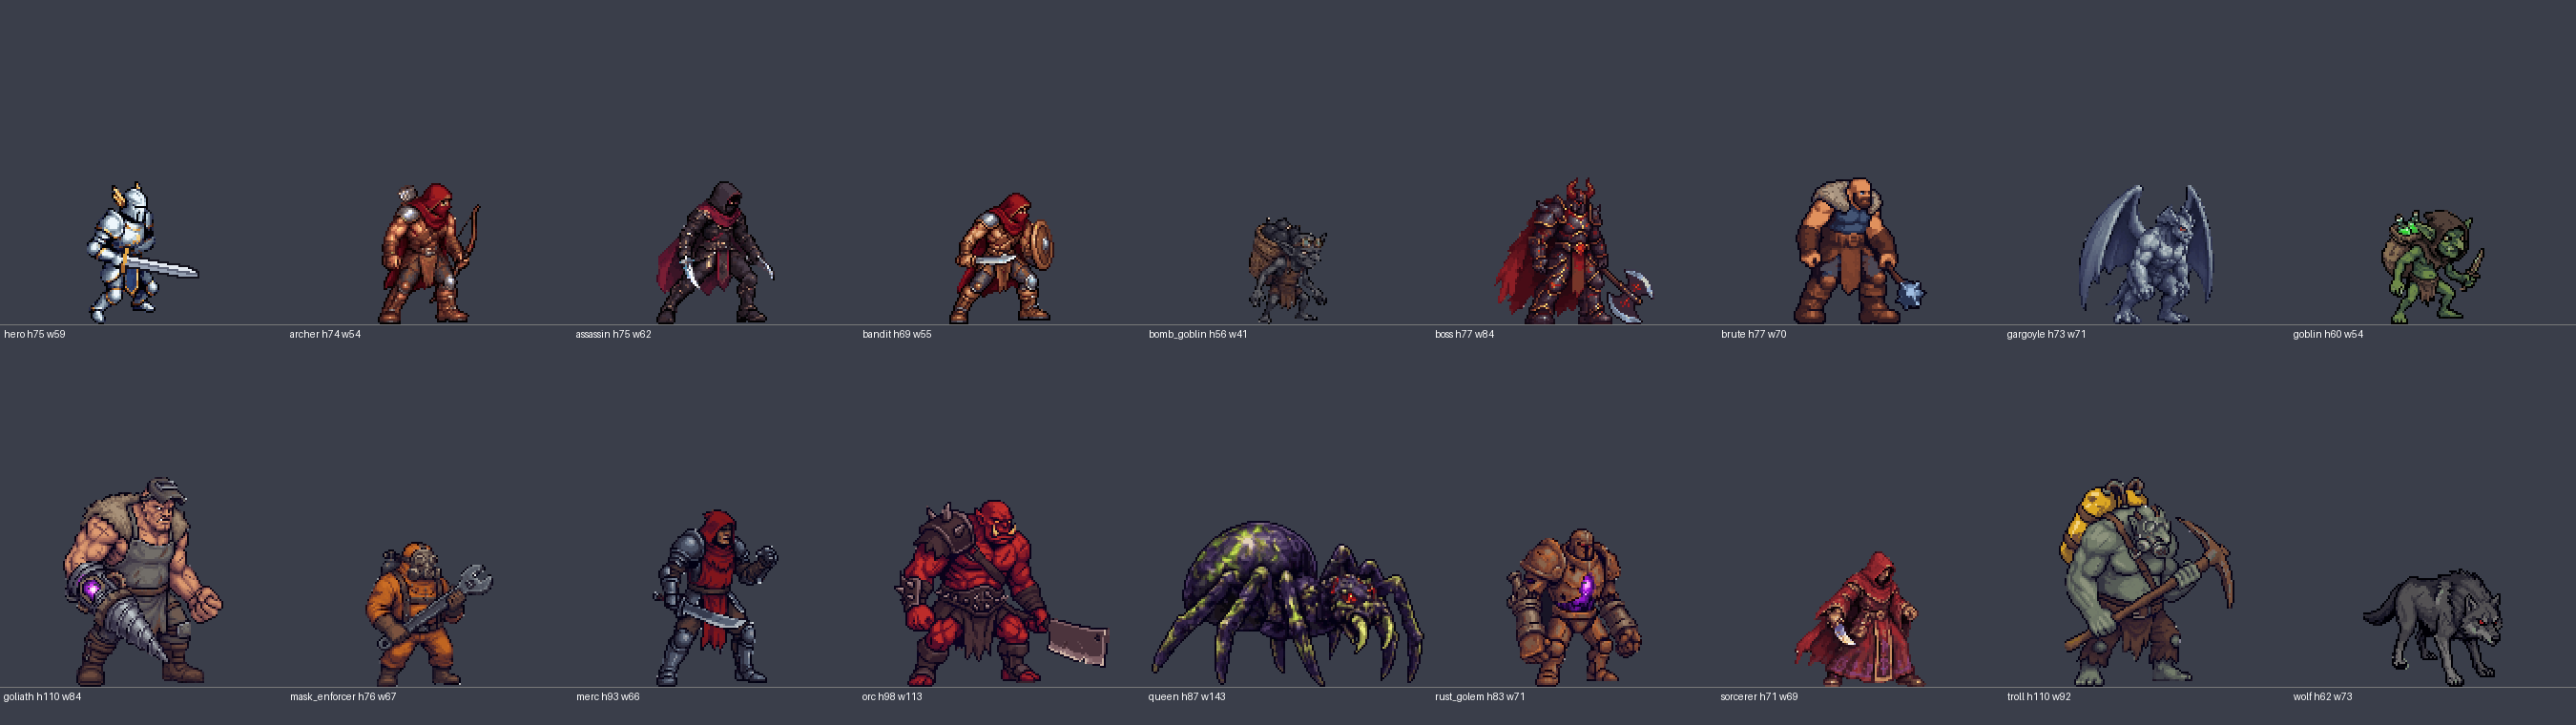 hero h75 w59
archer h74 w54
assassin h75 w62
bandit h69 w55
bomb_goblin h56 w41
boss h77 w84
brute h77 w70
gargoyle h73 w71
goblin h60 w54
goliath h110 w84
mask_enforcer h76 w67
merc h93 w66
orc h98 w113
queen h87 w143
rust_golem h83 w71
sorcerer h71 w69
troll h110 w92
wolf h62 w73